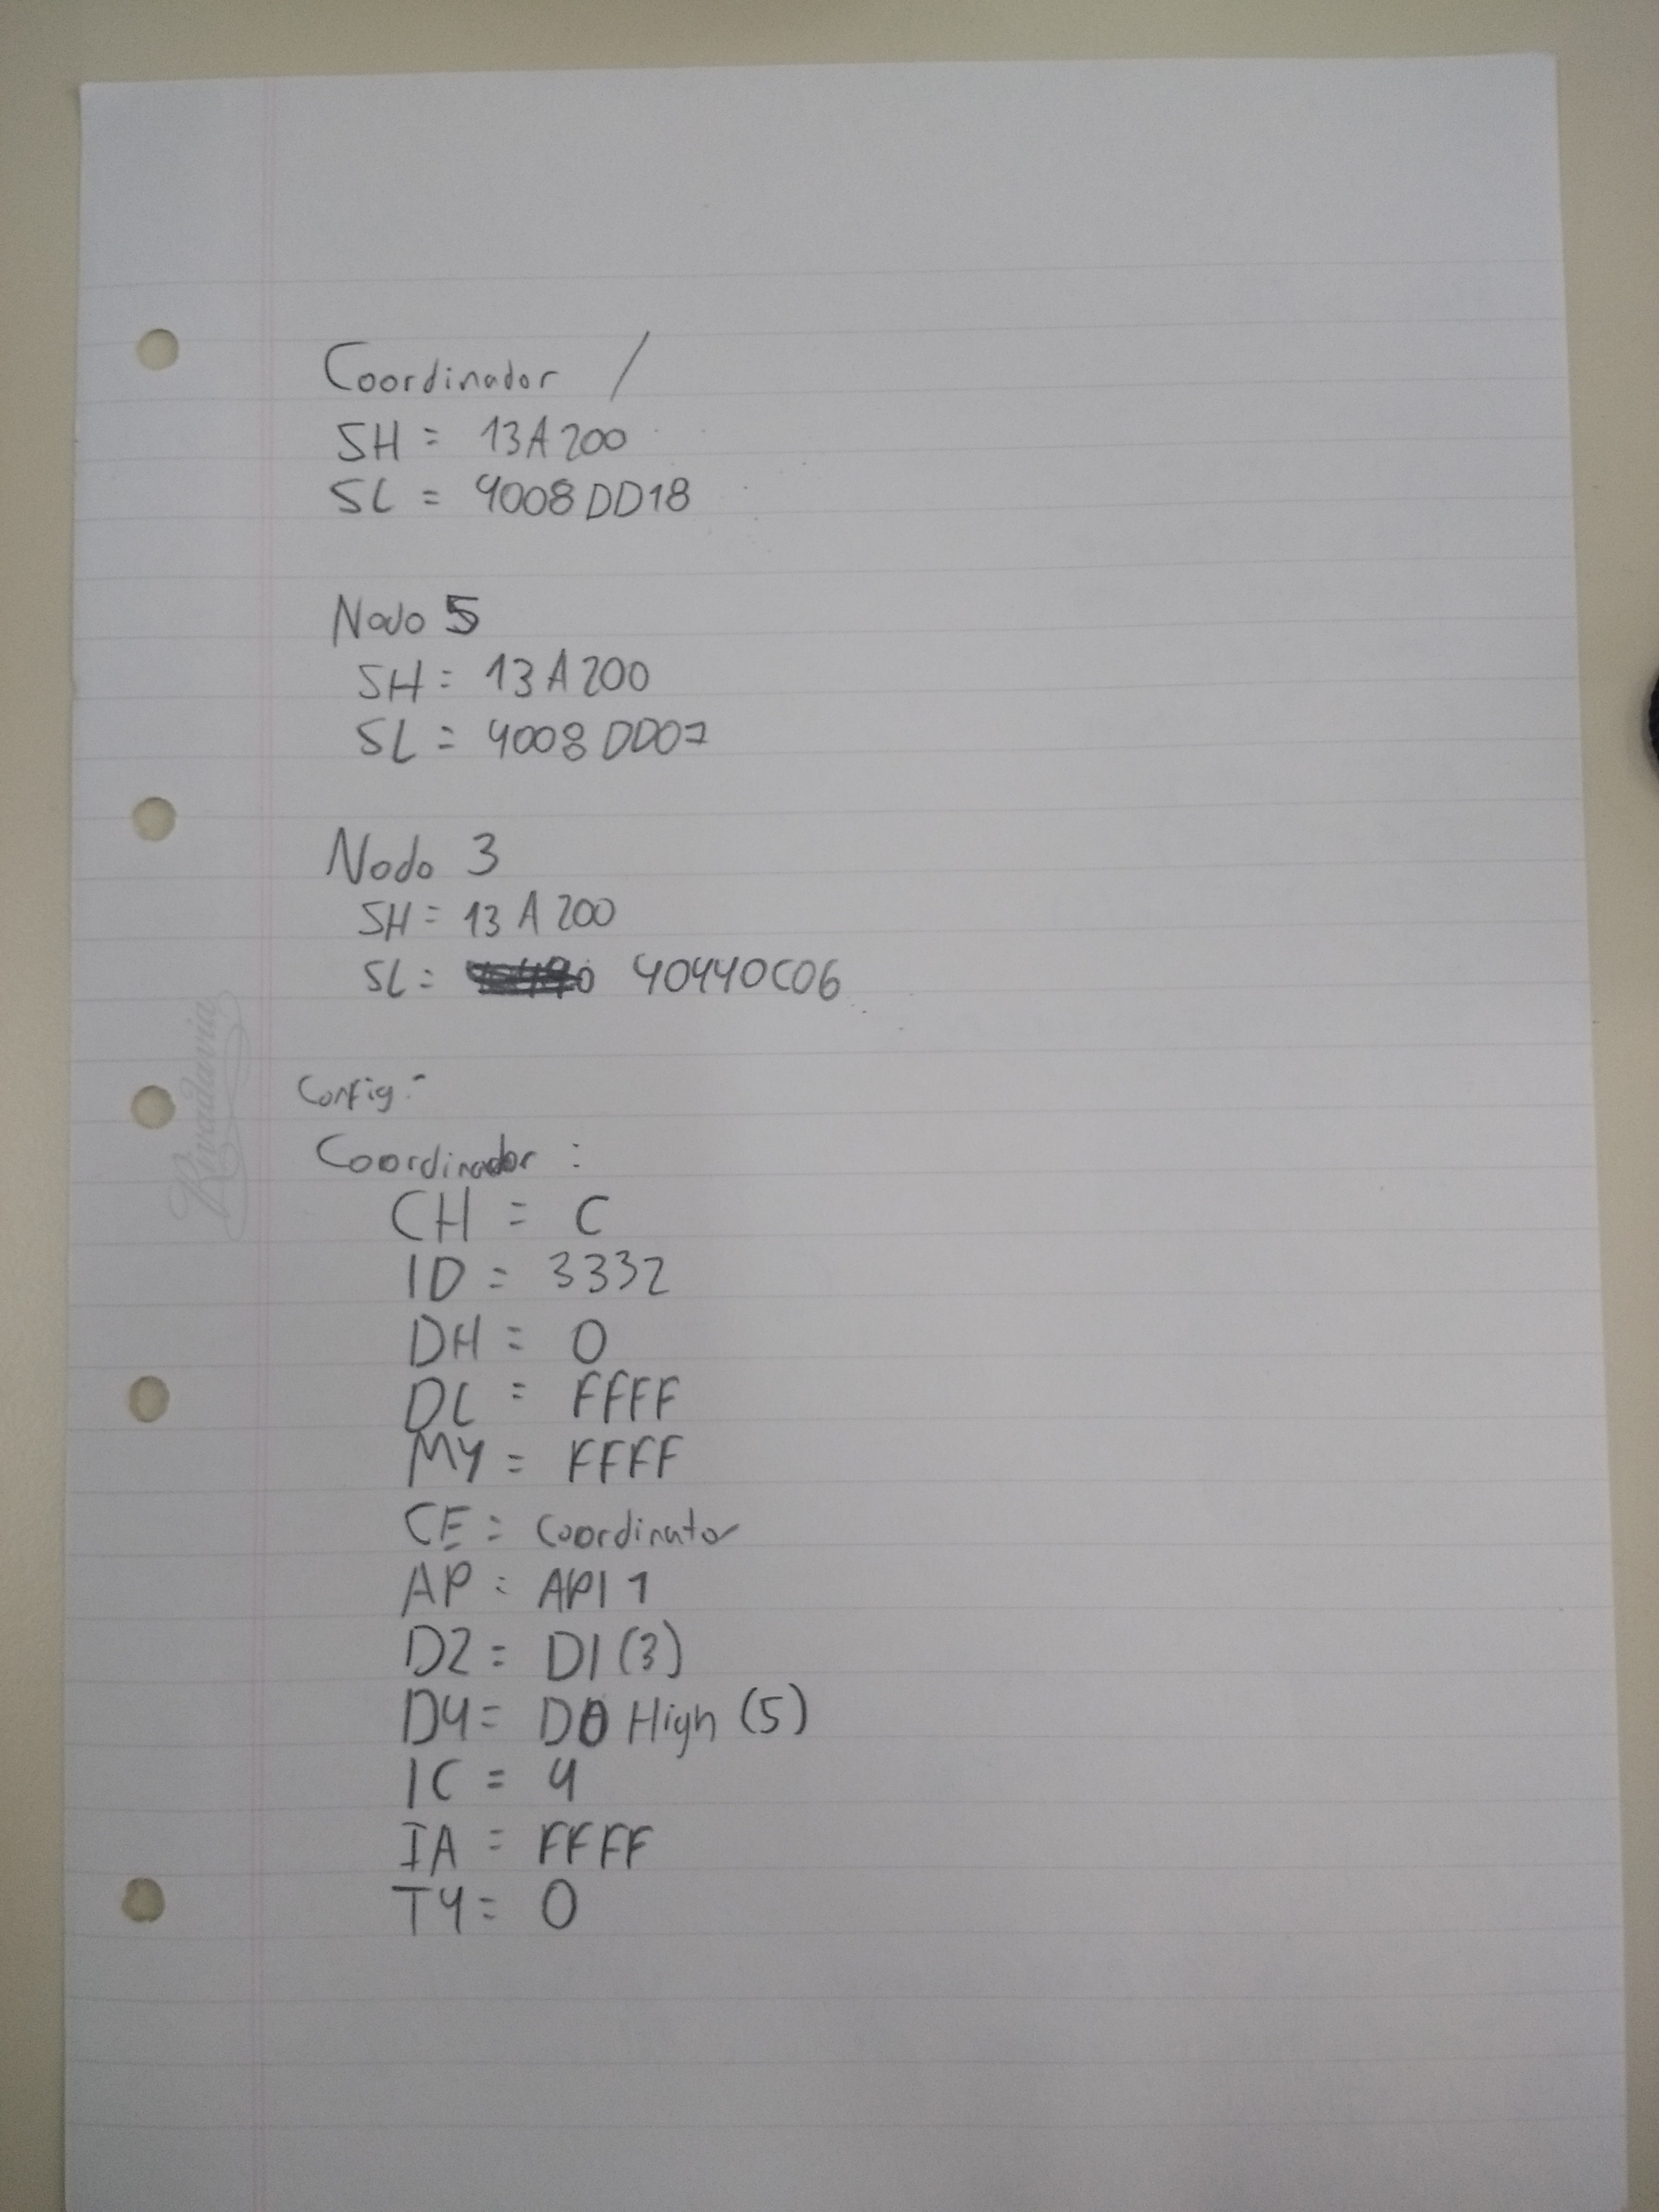 Coordinador /
SH = 13A200
SL = 4008DD18
Nodo 5
SH = 13A200
SL = 4008DD07
Nodo 3
SH = 13A200
SL = 40440C06
Rivadavia
Config:
Coordinador :
CH = C
ID = 3332
DH = 0
DL = FFFF
MY = FFFF
CE = Coordinator
AP = API 1
D2 = DI (3)
D4 = DO High (5)
IC = 4
IA = FFFF
T4 = 0